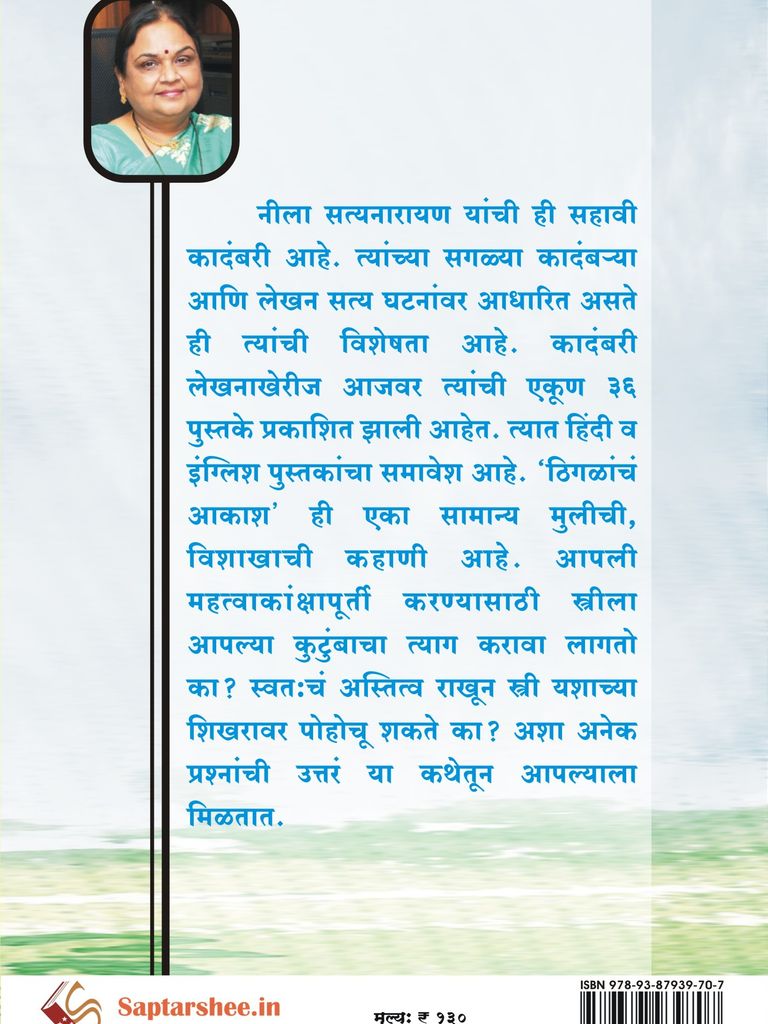 नीला सत्यनारायण यांची ही सहावी
कादंबरी आहे. त्यांच्या सगळ्या कादंबऱ्या
आणि लेखन सत्य घटनांवर आधारित असते
ही त्यांची विशेषता आहे. कादंबरी
लेखनाखेरीज आजवर त्यांची एकूण ३६
पुस्तके प्रकाशित झाली आहेत. त्यात हिंदी व
इंग्लिश पुस्तकांचा समावेश आहे. ‘ठिगळांचं
आकाश’ ही एका सामान्य मुलीची,
विशाखाची कहाणी आहे. आपली
महत्वाकांक्षापूर्ती करण्यासाठी स्त्रीला
आपल्या कुटुंबाचा त्याग करावा लागतो
का? स्वत:चं अस्तित्व राखून स्त्री यशाच्या
शिखरावर पोहोचू शकते का? अशा अनेक
प्रश्नांची उत्तरं या कथेतून आपल्याला
मिळतात.
ISBN 978-93-87939-70-7
Saptarshee.in
मूल्य: ₹ १३०